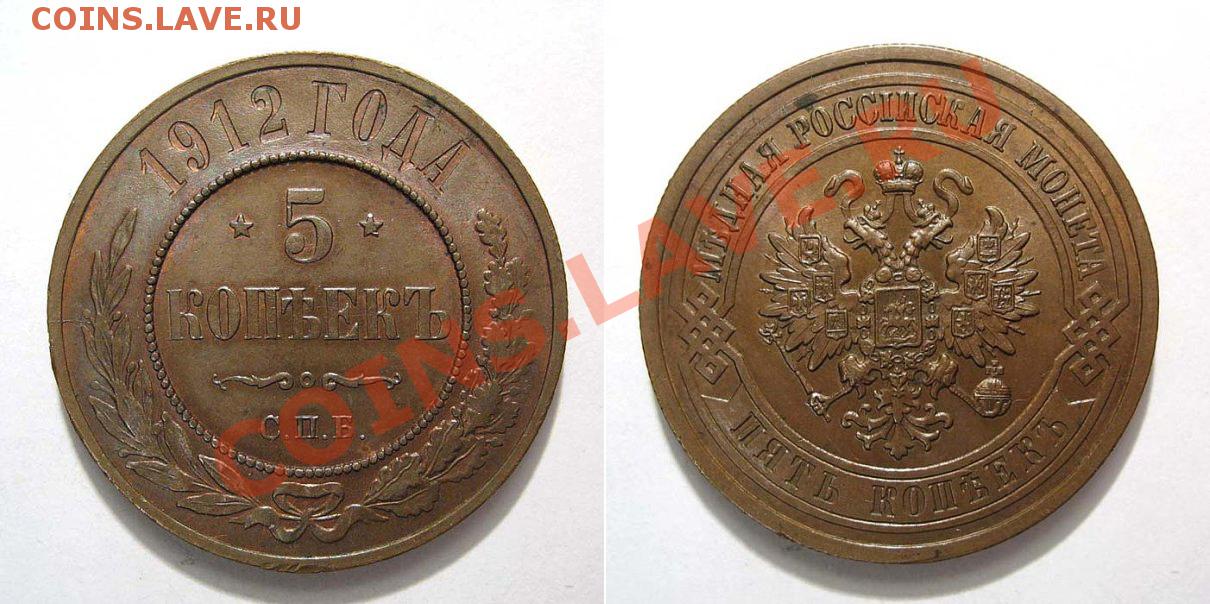 COINS.LAVE.RU
1912 ГОДА
5
КОПѢЕКЪ
С.П.Б.
МѢДНАЯ РОССІЙСКАЯ МОНЕТА
ПЯТЬ КОПѢЕКЪ
COINS.LAVE.RU